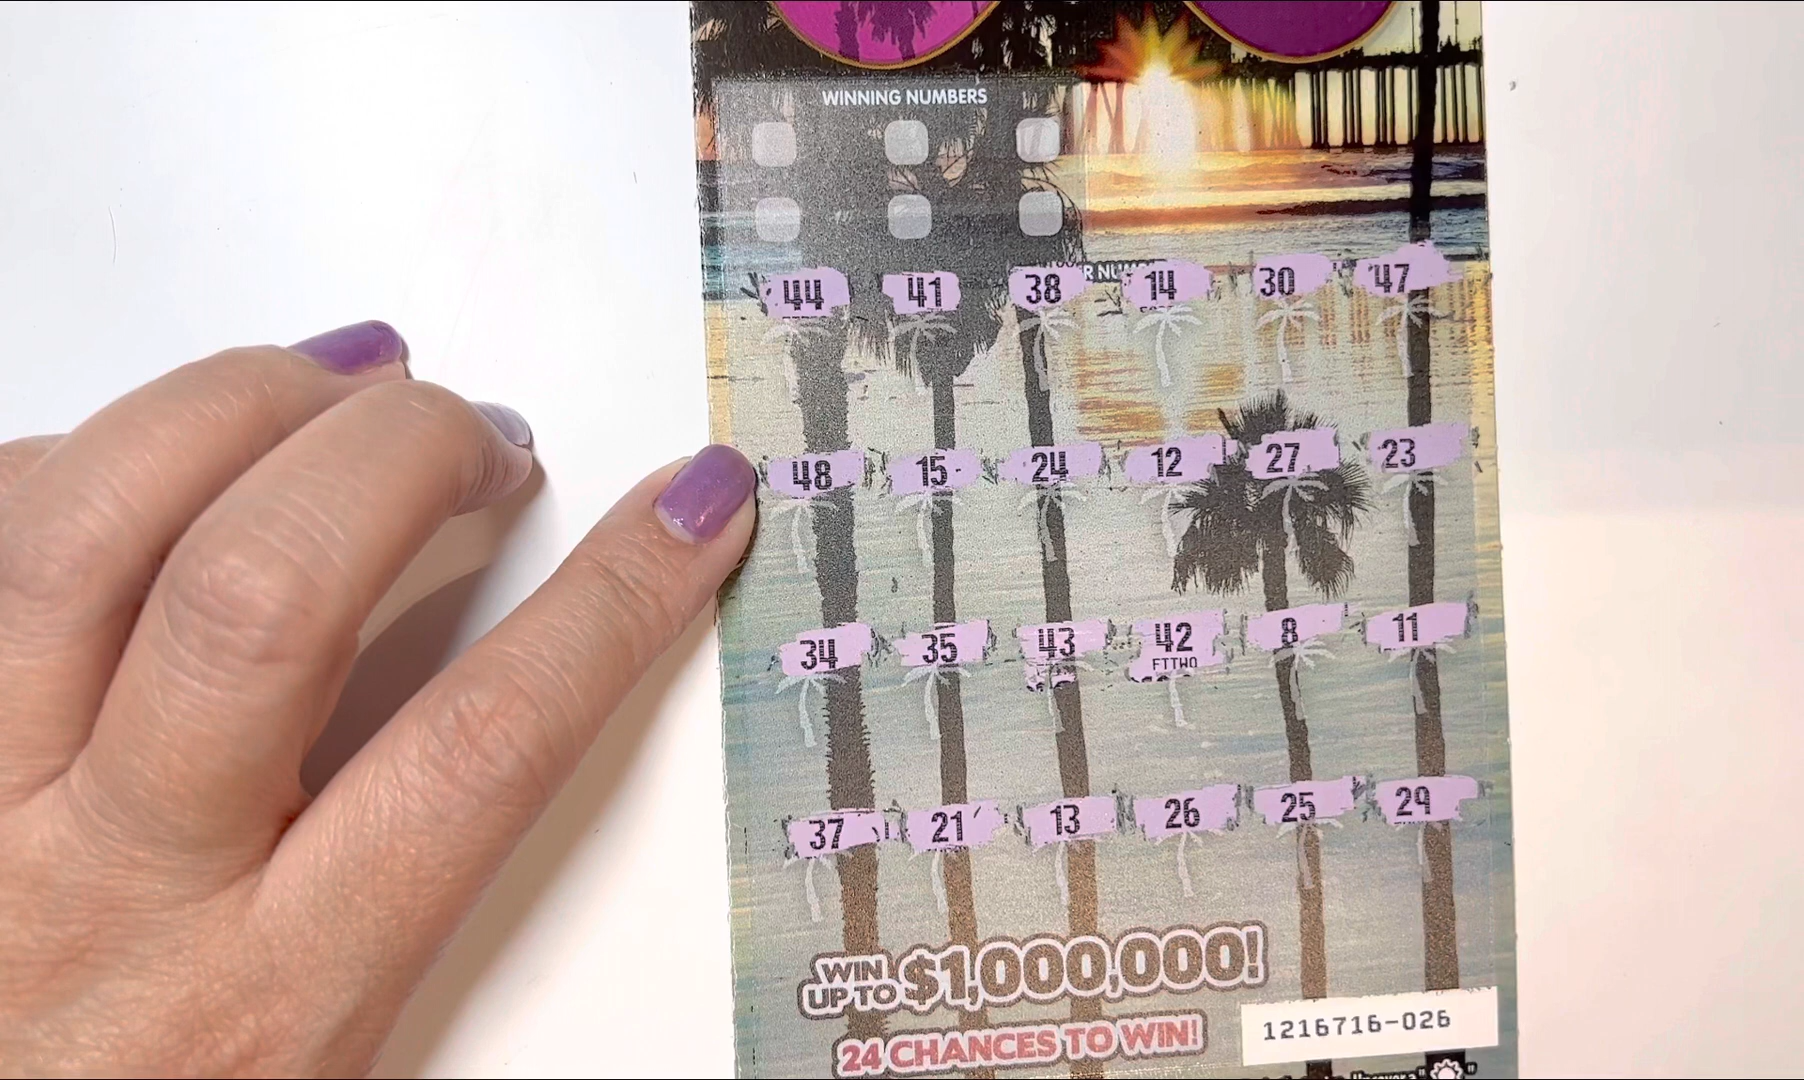 WINNING NUMBERS
44 41 38 14 30 47
48 15 24 12 27 23
34 35 43 42 8 11
FTTWO
37 21 13 26 25 29
WIN UP TO $1,000,000!
24 CHANCES TO WIN!
1216716-026